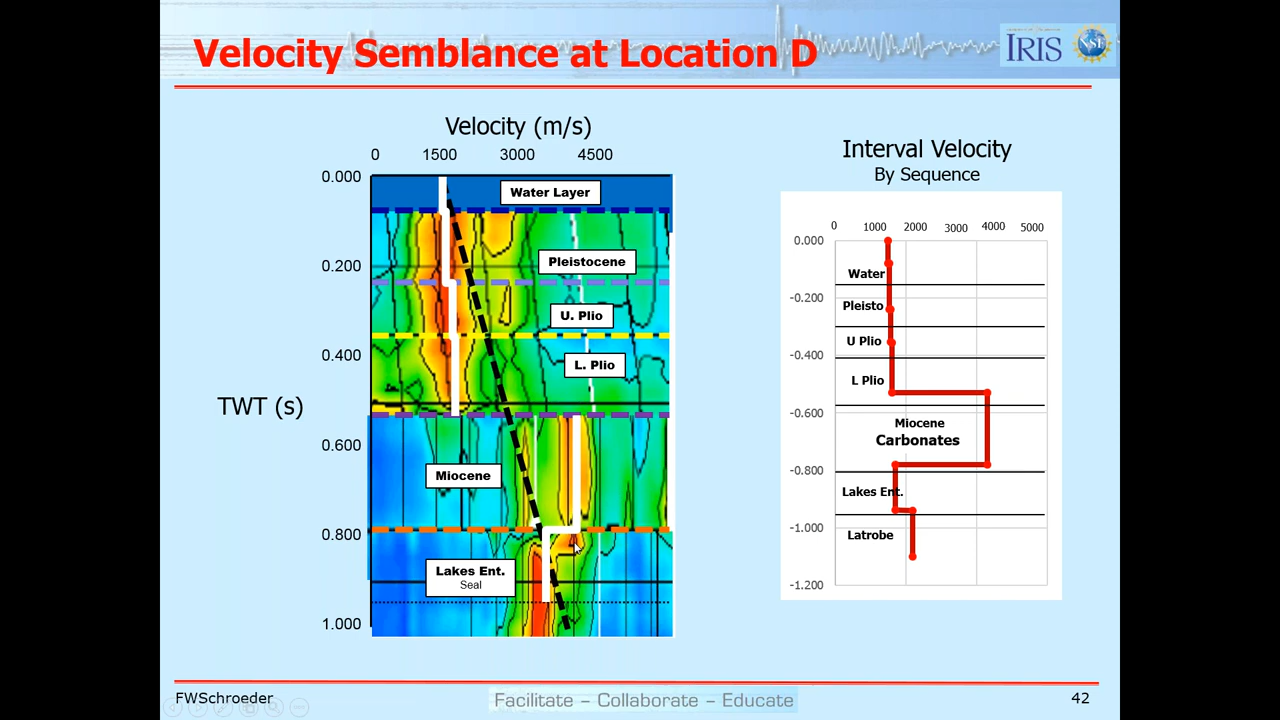 Velocity Semblance at Location D
IRIS
NSF
Velocity (m/s)
0 1500 3000 4500
TWT (s)
0.000
0.200
0.400
0.600
0.800
1.000
Water Layer
Pleistocene
U. Plio
L. Plio
Miocene
Lakes Ent.
Seal
Interval Velocity
By Sequence
0 1000 2000 3000 4000 5000
0.000
-0.200
-0.400
-0.600
-0.800
-1.000
-1.200
Water
Pleisto
U Plio
L Plio
Miocene
Carbonates
Lakes Ent.
Latrobe
FWSchroeder
Facilitate – Collaborate – Educate
42